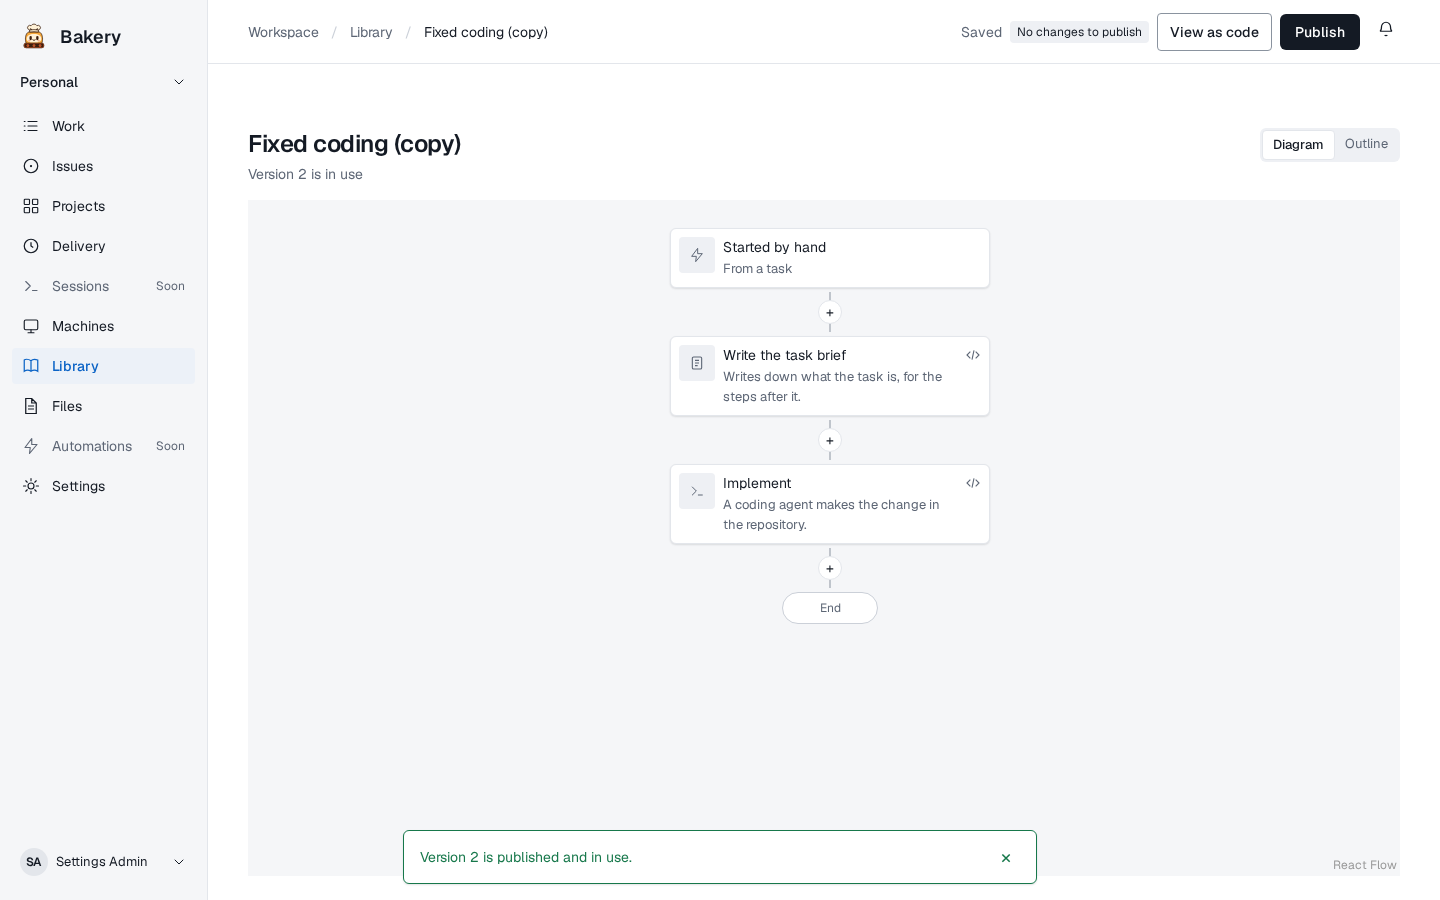 Bakery
Personal
Work
Issues
Projects
Delivery
Sessions Soon
Machines
Library
Files
Automations Soon
Settings
SA Settings Admin
Workspace / Library / Fixed coding (copy)
Saved No changes to publish View as code Publish
Fixed coding (copy)
Version 2 is in use
Diagram Outline
Started by hand
From a task
+
Write the task brief
Writes down what the task is, for the
steps after it.
+
Implement
A coding agent makes the change in
the repository.
+
End
Version 2 is published and in use.
React Flow